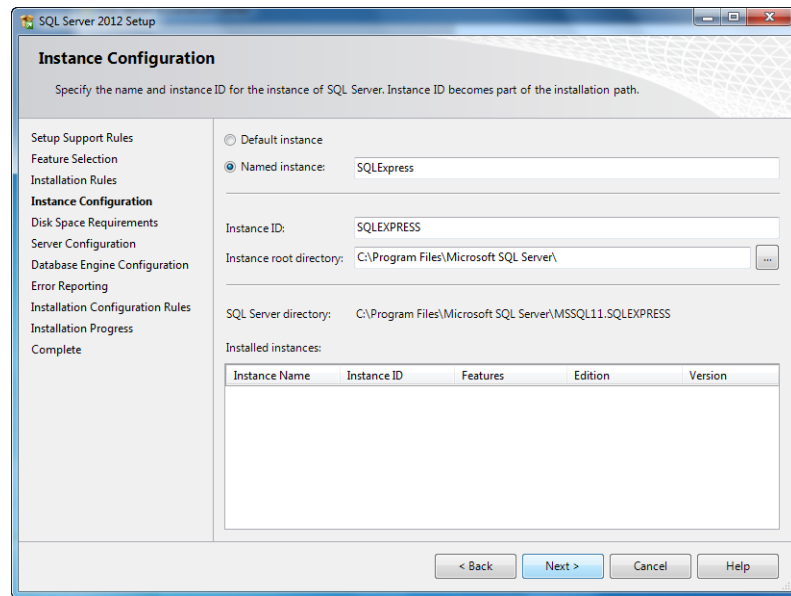 SQL Server 2012 Setup
Instance Configuration
Specify the name and instance ID for the instance of SQL Server. Instance ID becomes part of the installation path.
Setup Support Rules
Feature Selection
Installation Rules
Instance Configuration
Disk Space Requirements
Server Configuration
Database Engine Configuration
Error Reporting
Installation Configuration Rules
Installation Progress
Complete
Default instance
Named instance: SQLExpress
Instance ID: SQLEXPRESS
Instance root directory: C:\Program Files\Microsoft SQL Server\ ...
SQL Server directory: C:\Program Files\Microsoft SQL Server\MSSQL11.SQLEXPRESS
Installed instances:
Instance Name Instance ID Features Edition Version
< Back Next > Cancel Help